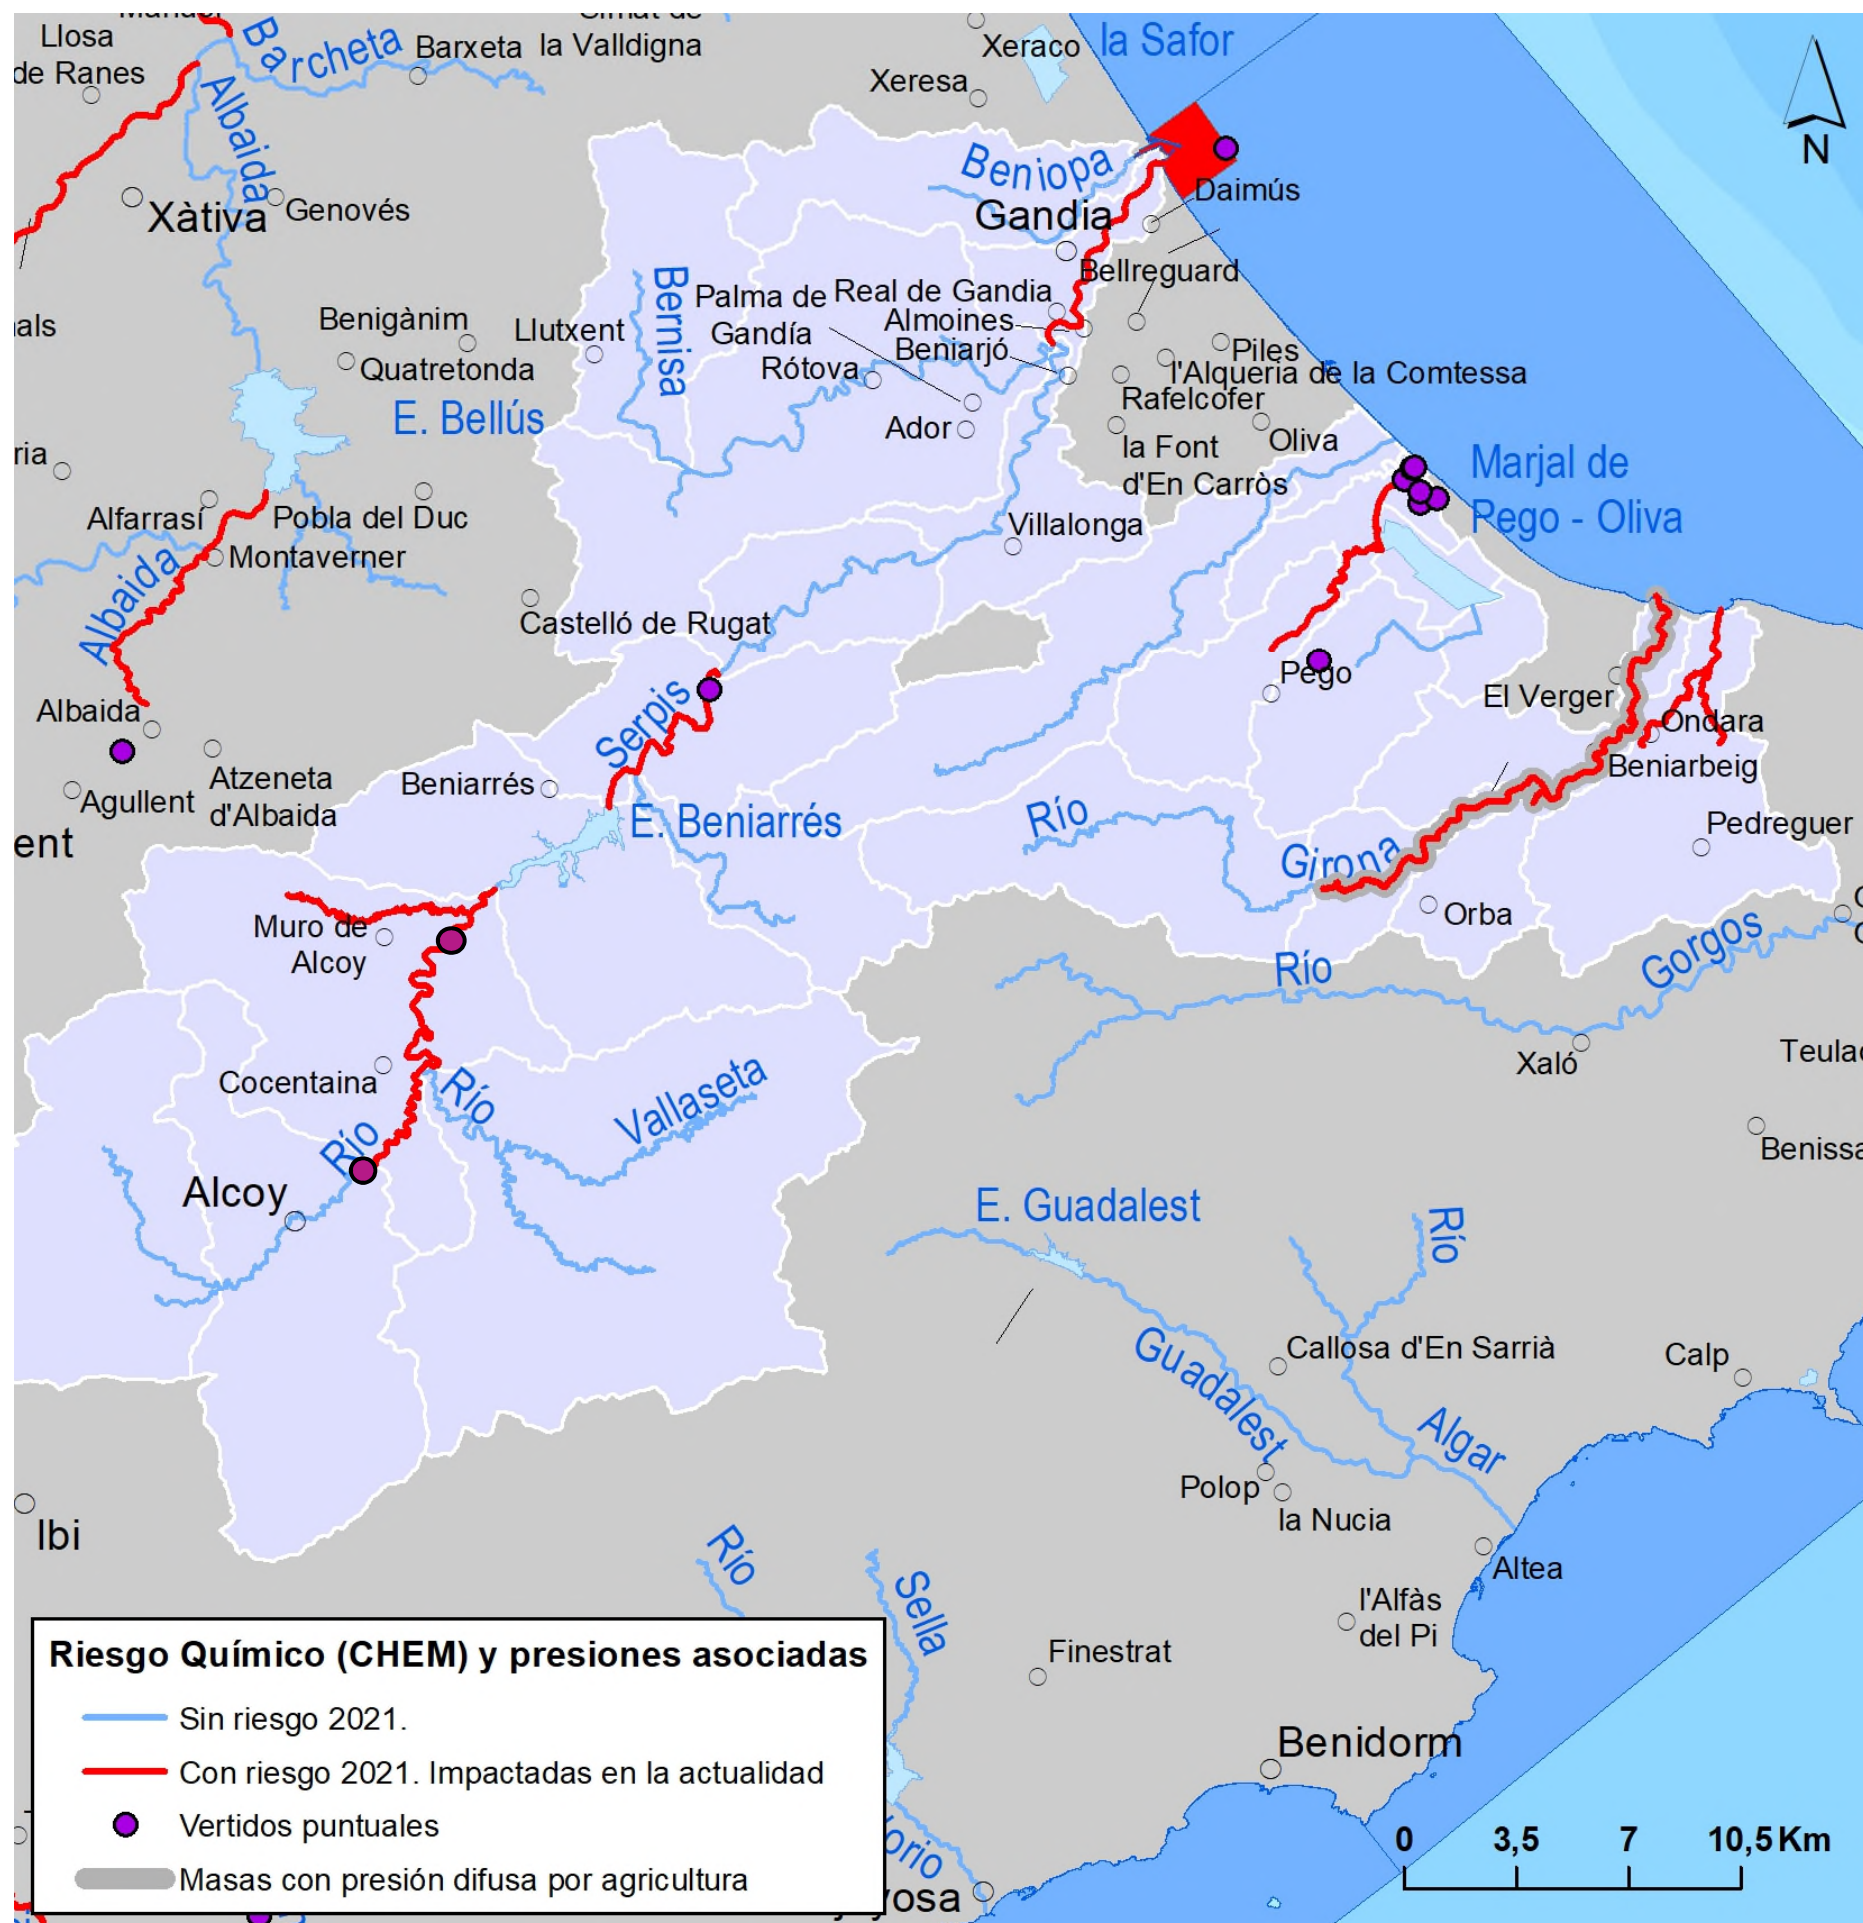 Llosa
de Ranes
Barcheta
Barxeta
la Valldigna
Xeraco
la Safor
Xeresa
Albaida
Xàtiva
Genovés
Beniopa
Gandia
Daimús
N
Bellreguard
Bernisa
Palma de
Gandía
Real de Gandia
Almoines
Beniarjó
Benigànim
Llutxent
Quatretonda
Rótova
Piles
l'Alqueria de la Comtessa
Rafelcofer
E. Bellús
Ador
la Font
d'En Carròs
Oliva
Marjal de
Pego - Oliva
Alfarrasí
Pobla del Duc
Montaverner
Villalonga
Albaida
Castelló de Rugat
Pego
El Verger
Ondara
Albaida
Serpis
Beniarbeig
Atzeneta
d'Albaida
Agullent
Beniarrés
E. Beniarrés
Río
Girona
Pedreguer
ent
Muro de
Alcoy
Orba
Río
Gorgos
Cocentaina
Río
Vallaseta
Xaló
Río
Alcoy
E. Guadalest
Río
Guadalest
Callosa d'En Sarrià
Calp
Algar
Polop
la Nucia
Ibi
Altea
Río
Sella
l'Alfàs
del Pi
Finestrat
Benidorm
Riesgo Químico (CHEM) y presiones asociadas
Sin riesgo 2021.
Con riesgo 2021. Impactadas en la actualidad
Vertidos puntuales
Masas con presión difusa por agricultura
0 3,5 7 10,5 Km